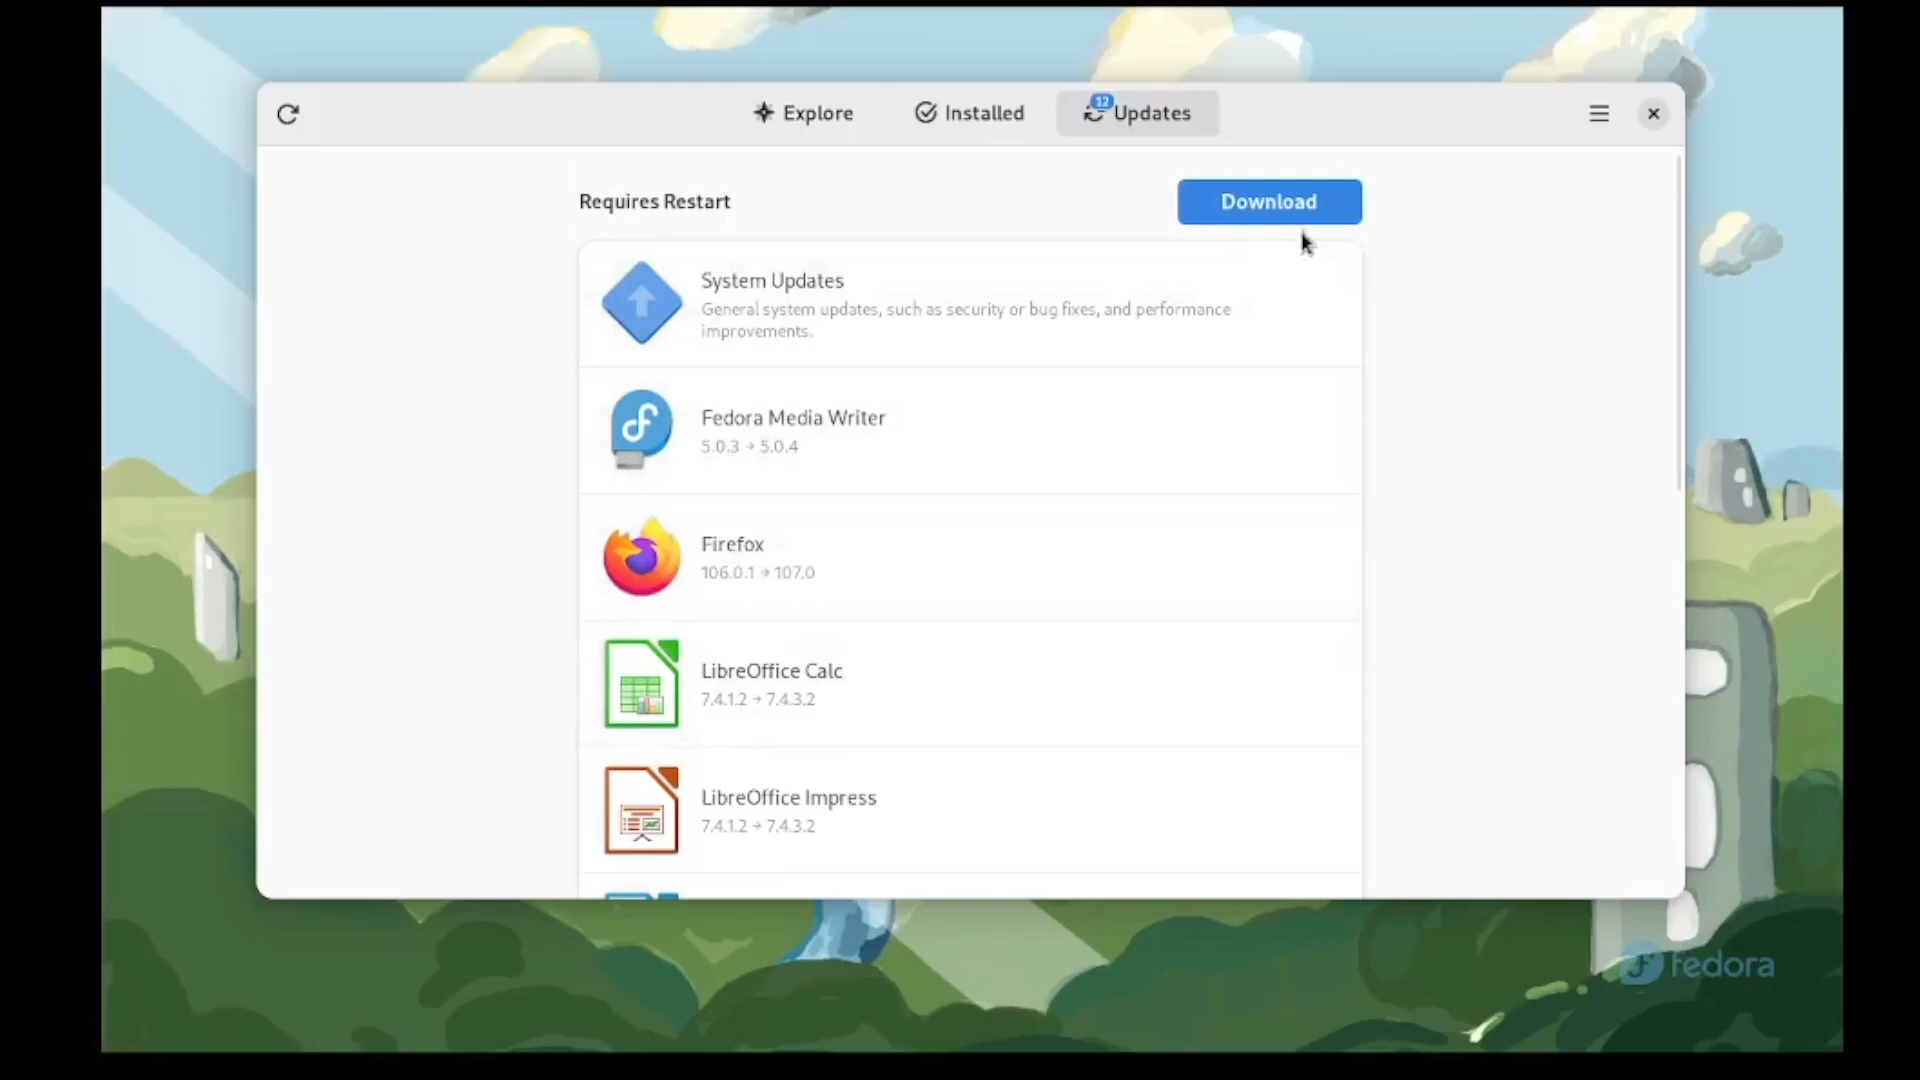 Explore
Installed
12
Updates
Requires Restart
Download
System Updates
General system updates, such as security or bug fixes, and performance
improvements.
Fedora Media Writer
5.0.3 → 5.0.4
Firefox
106.0.1 → 107.0
LibreOffice Calc
7.4.1.2 → 7.4.3.2
LibreOffice Impress
7.4.1.2 → 7.4.3.2
fedora